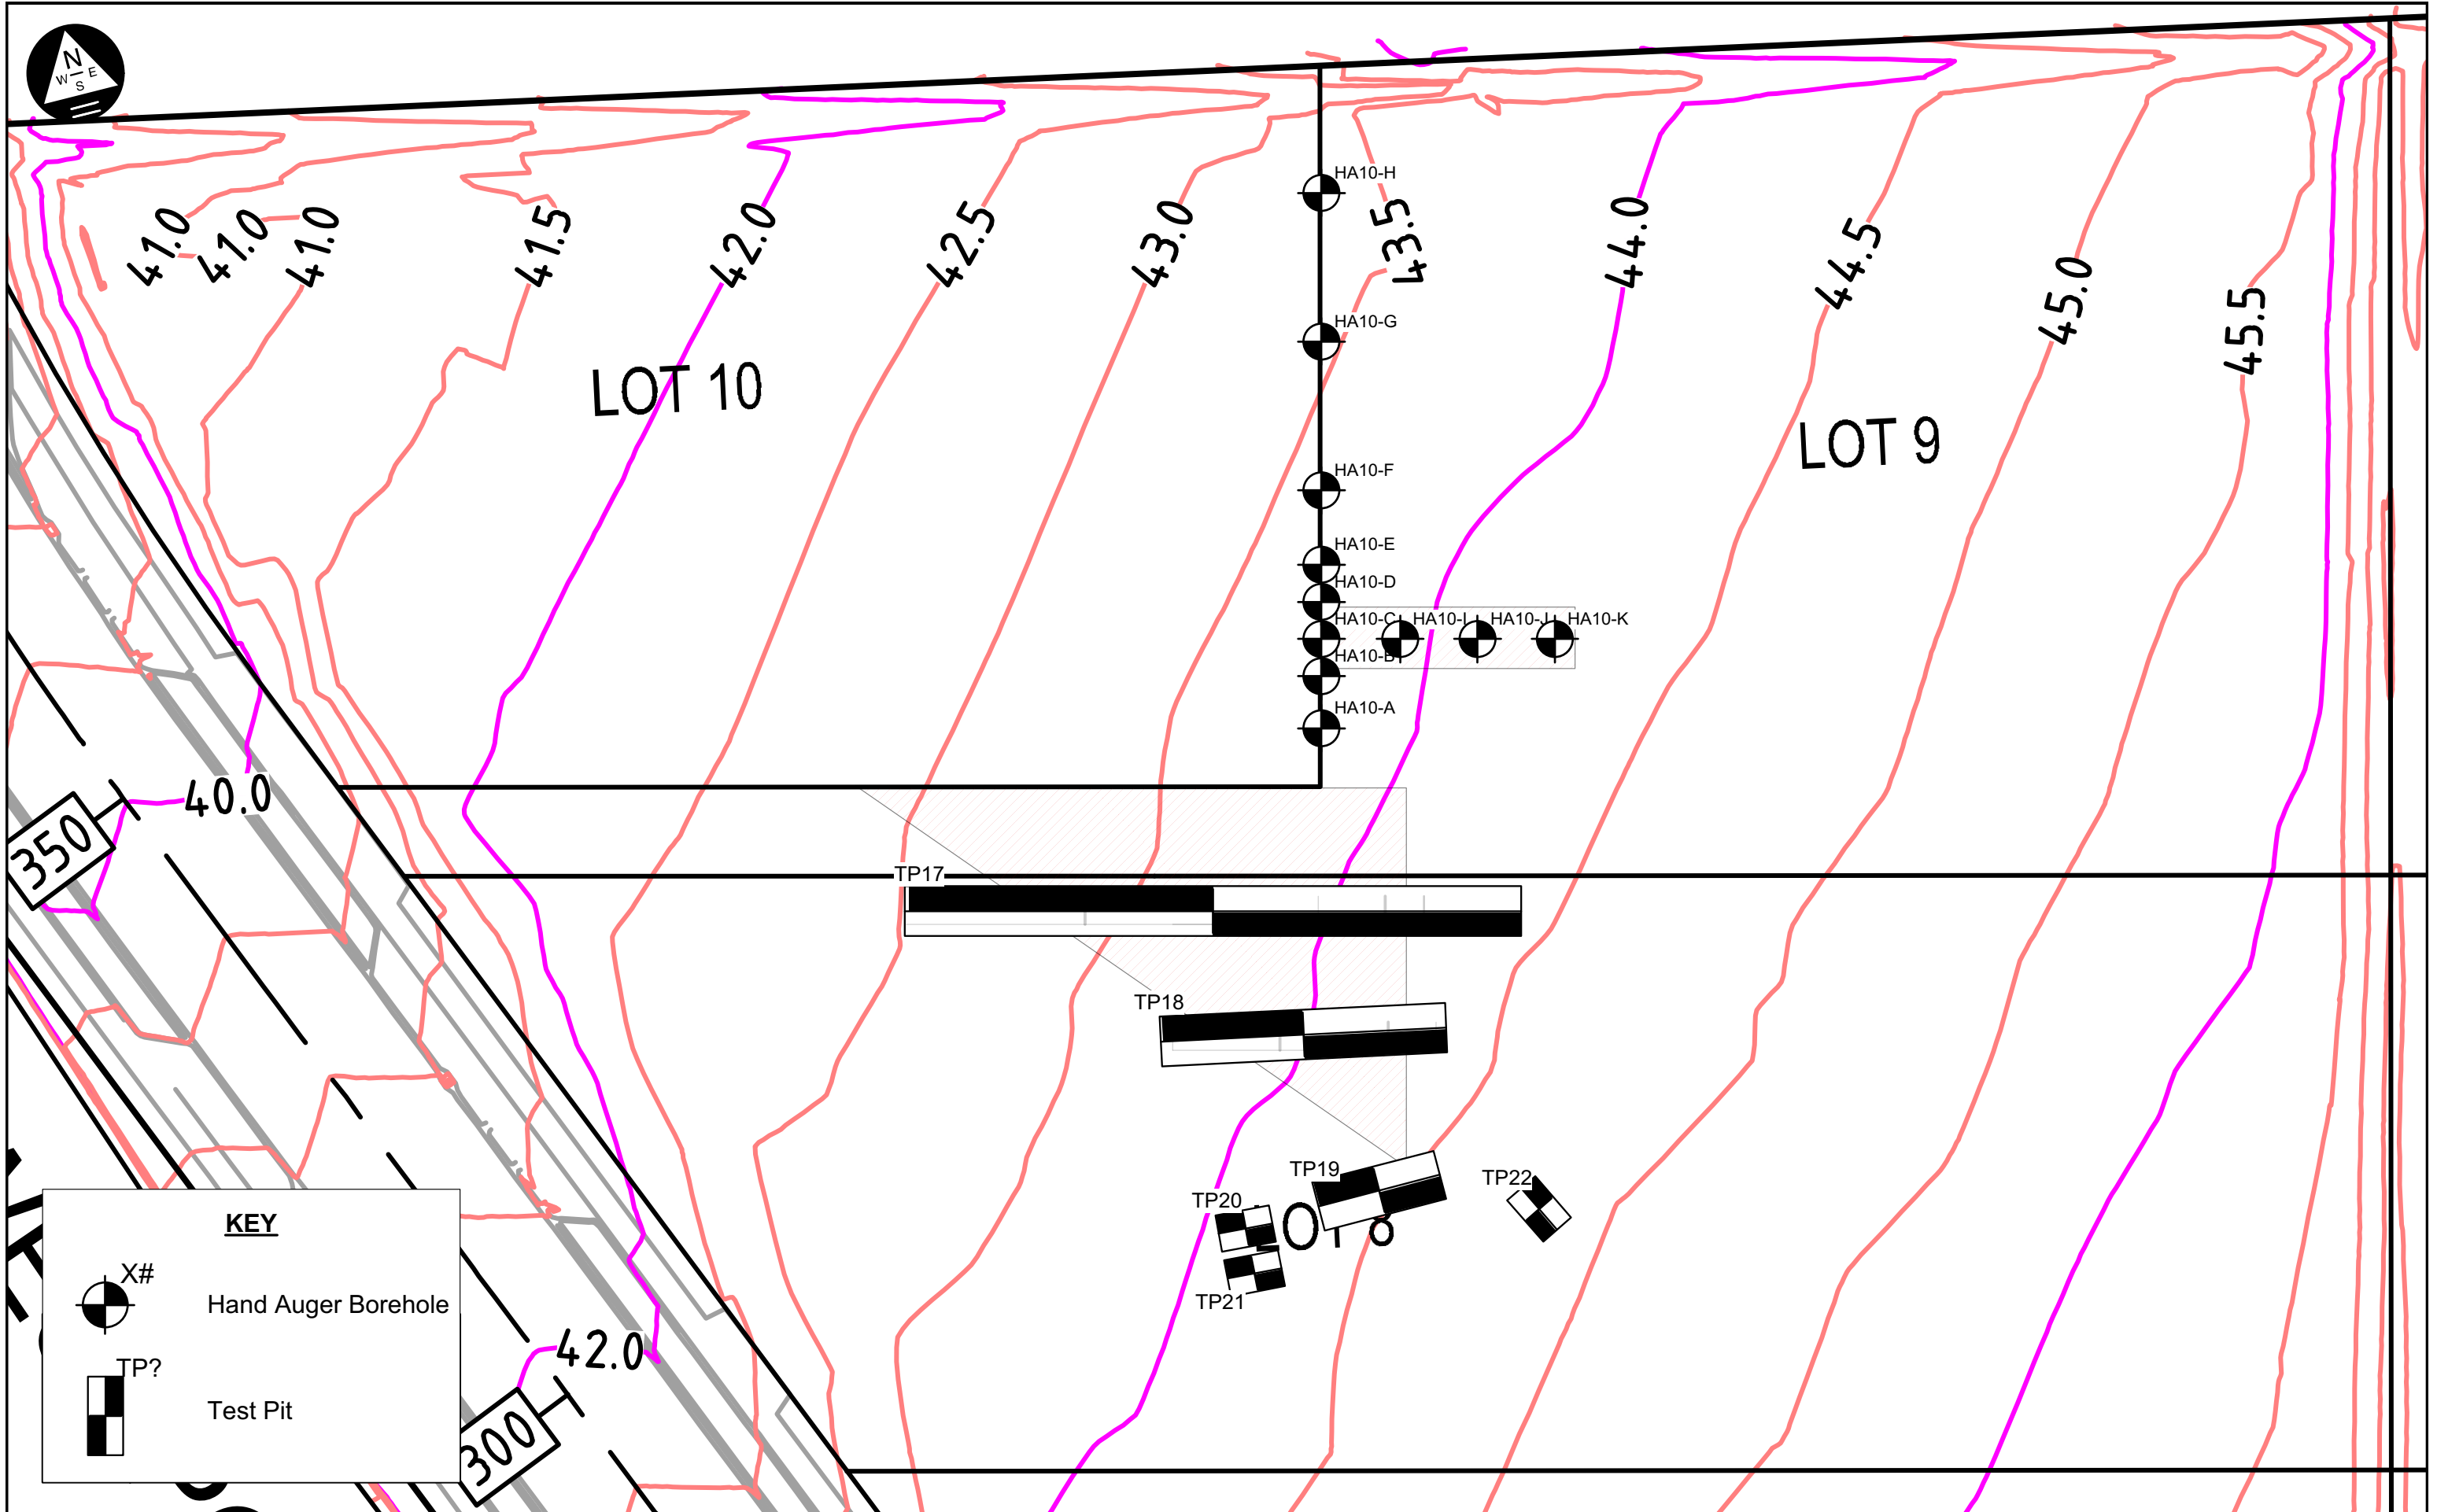 N
W E
S
HA10-H
41.0
41.0
41.0
41.5
42.0
42.5
43.0
43.5
44.0
44.5
45.0
45.5
HA10-G
LOT 10
LOT 9
HA10-F
HA10-E
HA10-D
HA10-C
HA10-I
HA10-J
HA10-K
HA10-B
HA10-A
40.0
350
TP17
TP18
TP19
TP22
TP20
LOT 8
TP21
KEY
X#
Hand Auger Borehole
TP?
Test Pit
42.0
300